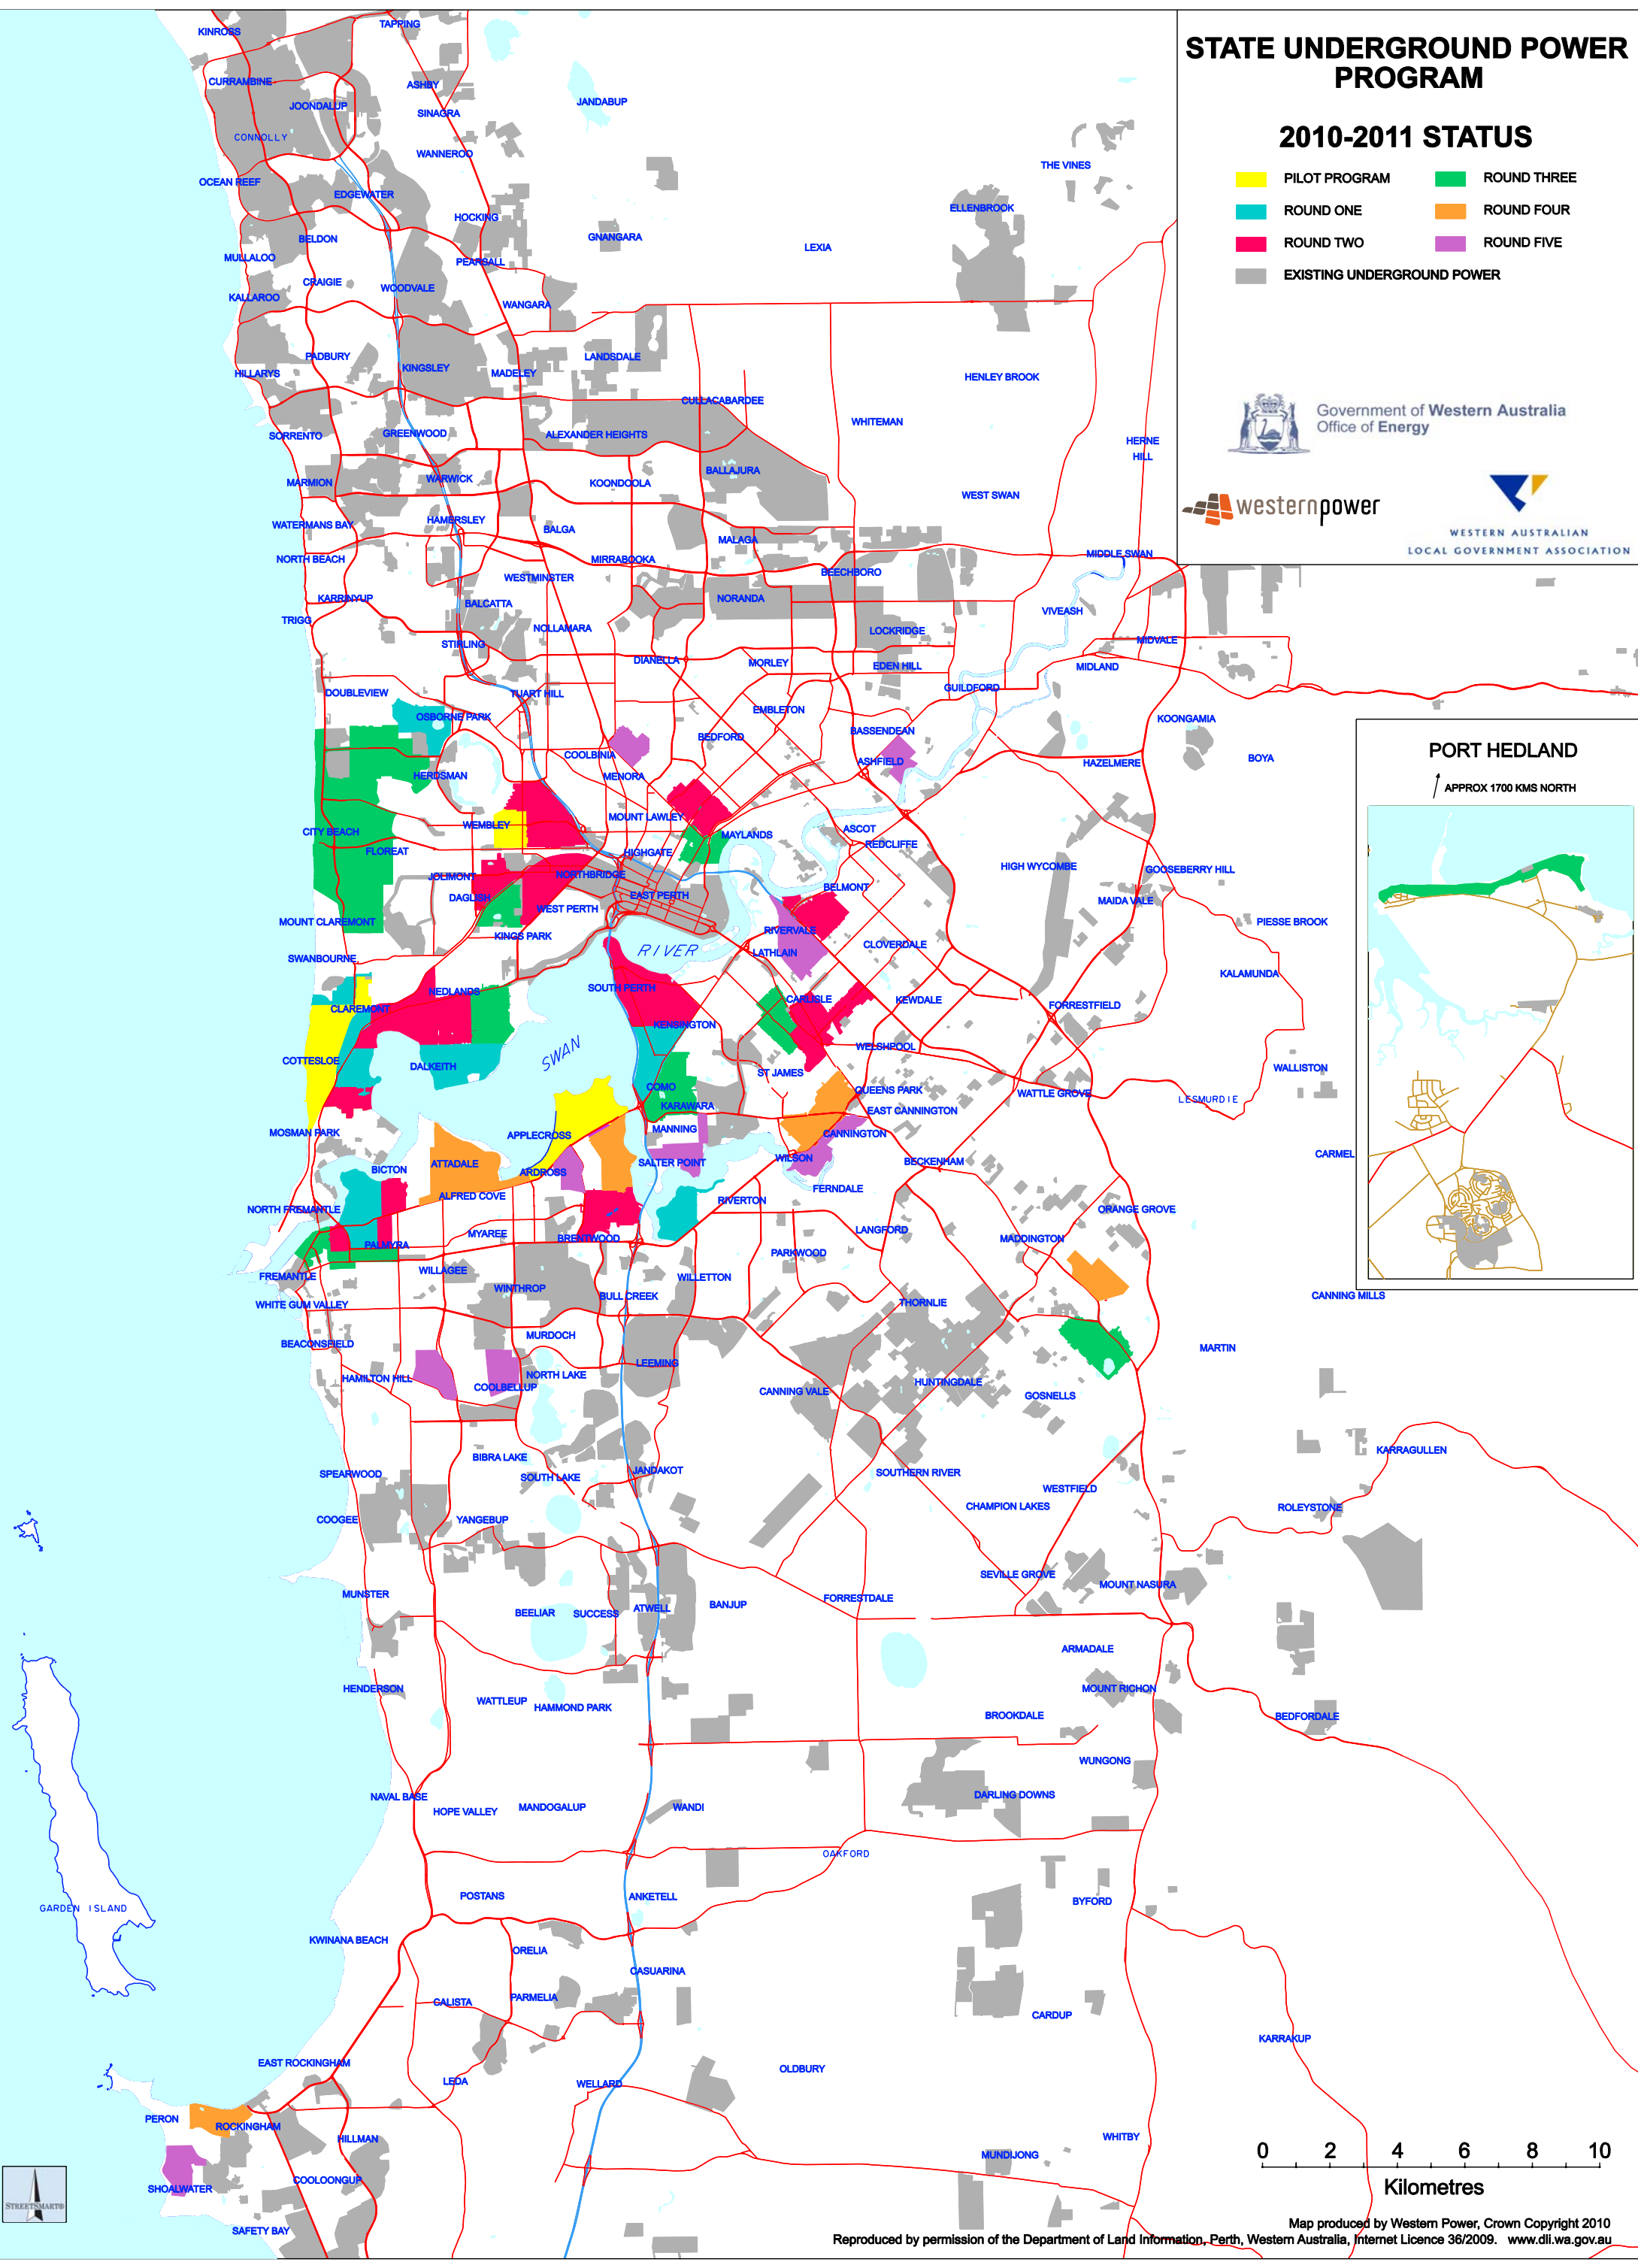 STATE UNDERGROUND POWER
PROGRAM
2010-2011 STATUS
PILOT PROGRAM
ROUND THREE
ROUND ONE
ROUND FOUR
ROUND TWO
ROUND FIVE
EXISTING UNDERGROUND POWER
Government of Western Australia
Office of Energy
westernpower
WESTERN AUSTRALIAN
LOCAL GOVERNMENT ASSOCIATION
KINROSS
TAPPING
CURRAMBINE
ASHBY
JOONDALUP
JANDABUP
SINAGRA
CONNOLLY
WANNEROO
THE VINES
OCEAN REEF
EDGEWATER
ELLENBROOK
HOCKING
BELDON
GNANGARA
LEXIA
MULLALOO
PEARSALL
CRAIGIE
WOODVALE
KALLAROO
WANGARA
PADBURY
LANDSDALE
HILLARYS
KINGSLEY
MADELEY
HENLEY BROOK
CULLACABARDEE
WHITEMAN
SORRENTO
GREENWOOD
ALEXANDER HEIGHTS
HERNE
HILL
BALLAJURA
MARMION
WARWICK
KOONDOOLA
WEST SWAN
WATERMANS BAY
HAMERSLEY
BALGA
MALAGA
NORTH BEACH
MIRRABOOKA
MIDDLE SWAN
BEECHBORO
WESTMINSTER
KARRINYUP
BALCATTA
NORANDA
VIVEASH
TRIGG
NOLLAMARA
LOCKRIDGE
STIRLING
MIDVALE
DIANELLA
MORLEY
EDEN HILL
MIDLAND
DOUBLEVIEW
TUART HILL
GUILDFORD
OSBORNE PARK
EMBLETON
KOONGAMIA
BEDFORD
BASSENDEAN
COOLBINIA
ASHFIELD
HAZELMERE
BOYA
HERDSMAN
MENORA
MOUNT LAWLEY
WEMBLEY
CITY BEACH
MAYLANDS
ASCOT
REDCLIFFE
FLOREAT
HIGHGATE
HIGH WYCOMBE
GOOSEBERRY HILL
JOLIMONT
NORTHBRIDGE
BELMONT
DAGLISH
EAST PERTH
MAIDA VALE
WEST PERTH
MOUNT CLAREMONT
PIESSE BROOK
KINGS PARK
RIVERVALE
RIVER
LATHLAIN
CLOVERDALE
SWANBOURNE
KALAMUNDA
NEDLANDS
SOUTH PERTH
CARLISLE
KEWDALE
FORRESTFIELD
CLAREMONT
KENSINGTON
WELSHPOOL
COTTESLOE
DALKEITH
SWAN
ST JAMES
WALLISTON
COMO
QUEENS PARK
WATTLE GROVE
LESMURDIE
KARAWARA
EAST CANNINGTON
MOSMAN PARK
APPLECROSS
MANNING
CANNINGTON
CARMEL
BICTON
ATTADALE
ARDROSS
SALTER POINT
WILSON
BECKENHAM
ALFRED COVE
RIVERTON
FERNDALE
NORTH FREMANTLE
ORANGE GROVE
MYAREE
BRENTWOOD
LANGFORD
MADDINGTON
PALMYRA
PARKWOOD
FREMANTLE
WILLAGEE
WINTHROP
WILLETTON
BULL CREEK
WHITE GUM VALLEY
THORNLIE
CANNING MILLS
BEACONSFIELD
MURDOCH
MARTIN
LEEMING
HAMILTON HILL
NORTH LAKE
COOLBELLUP
CANNING VALE
HUNTINGDALE
GOSNELLS
KARRAGULLEN
BIBRA LAKE
SPEARWOOD
SOUTH LAKE
JANDAKOT
SOUTHERN RIVER
WESTFIELD
CHAMPION LAKES
ROLEYSTONE
COOGEE
YANGEBUP
SEVILLE GROVE
MOUNT NASURA
MUNSTER
FORRESTDALE
BEELIAR
SUCCESS
ATWELL
BANJUP
ARMADALE
HENDERSON
MOUNT RICHON
WATTLEUP
HAMMOND PARK
BROOKDALE
BEDFORDALE
WUNGONG
NAVAL BASE
DARLING DOWNS
HOPE VALLEY
MANDOGALUP
WANDI
OAKFORD
POSTANS
ANKETELL
BYFORD
GARDEN ISLAND
KWINANA BEACH
ORELIA
CASUARINA
CALISTA
PARMELIA
CARDUP
KARRAKUP
EAST ROCKINGHAM
OLDBURY
LEDA
WELLARD
PERON
ROCKINGHAM
HILLMAN
WHITBY
MUNDIJONG
COOLOONGUP
SHOALWATER
SAFETY BAY
PORT HEDLAND
APPROX 1700 KMS NORTH
0 2 4 6 8 10
Kilometres
STREETSMART®
Map produced by Western Power, Crown Copyright 2010
Reproduced by permission of the Department of Land Information, Perth, Western Australia, Internet Licence 36/2009. www.dli.wa.gov.au